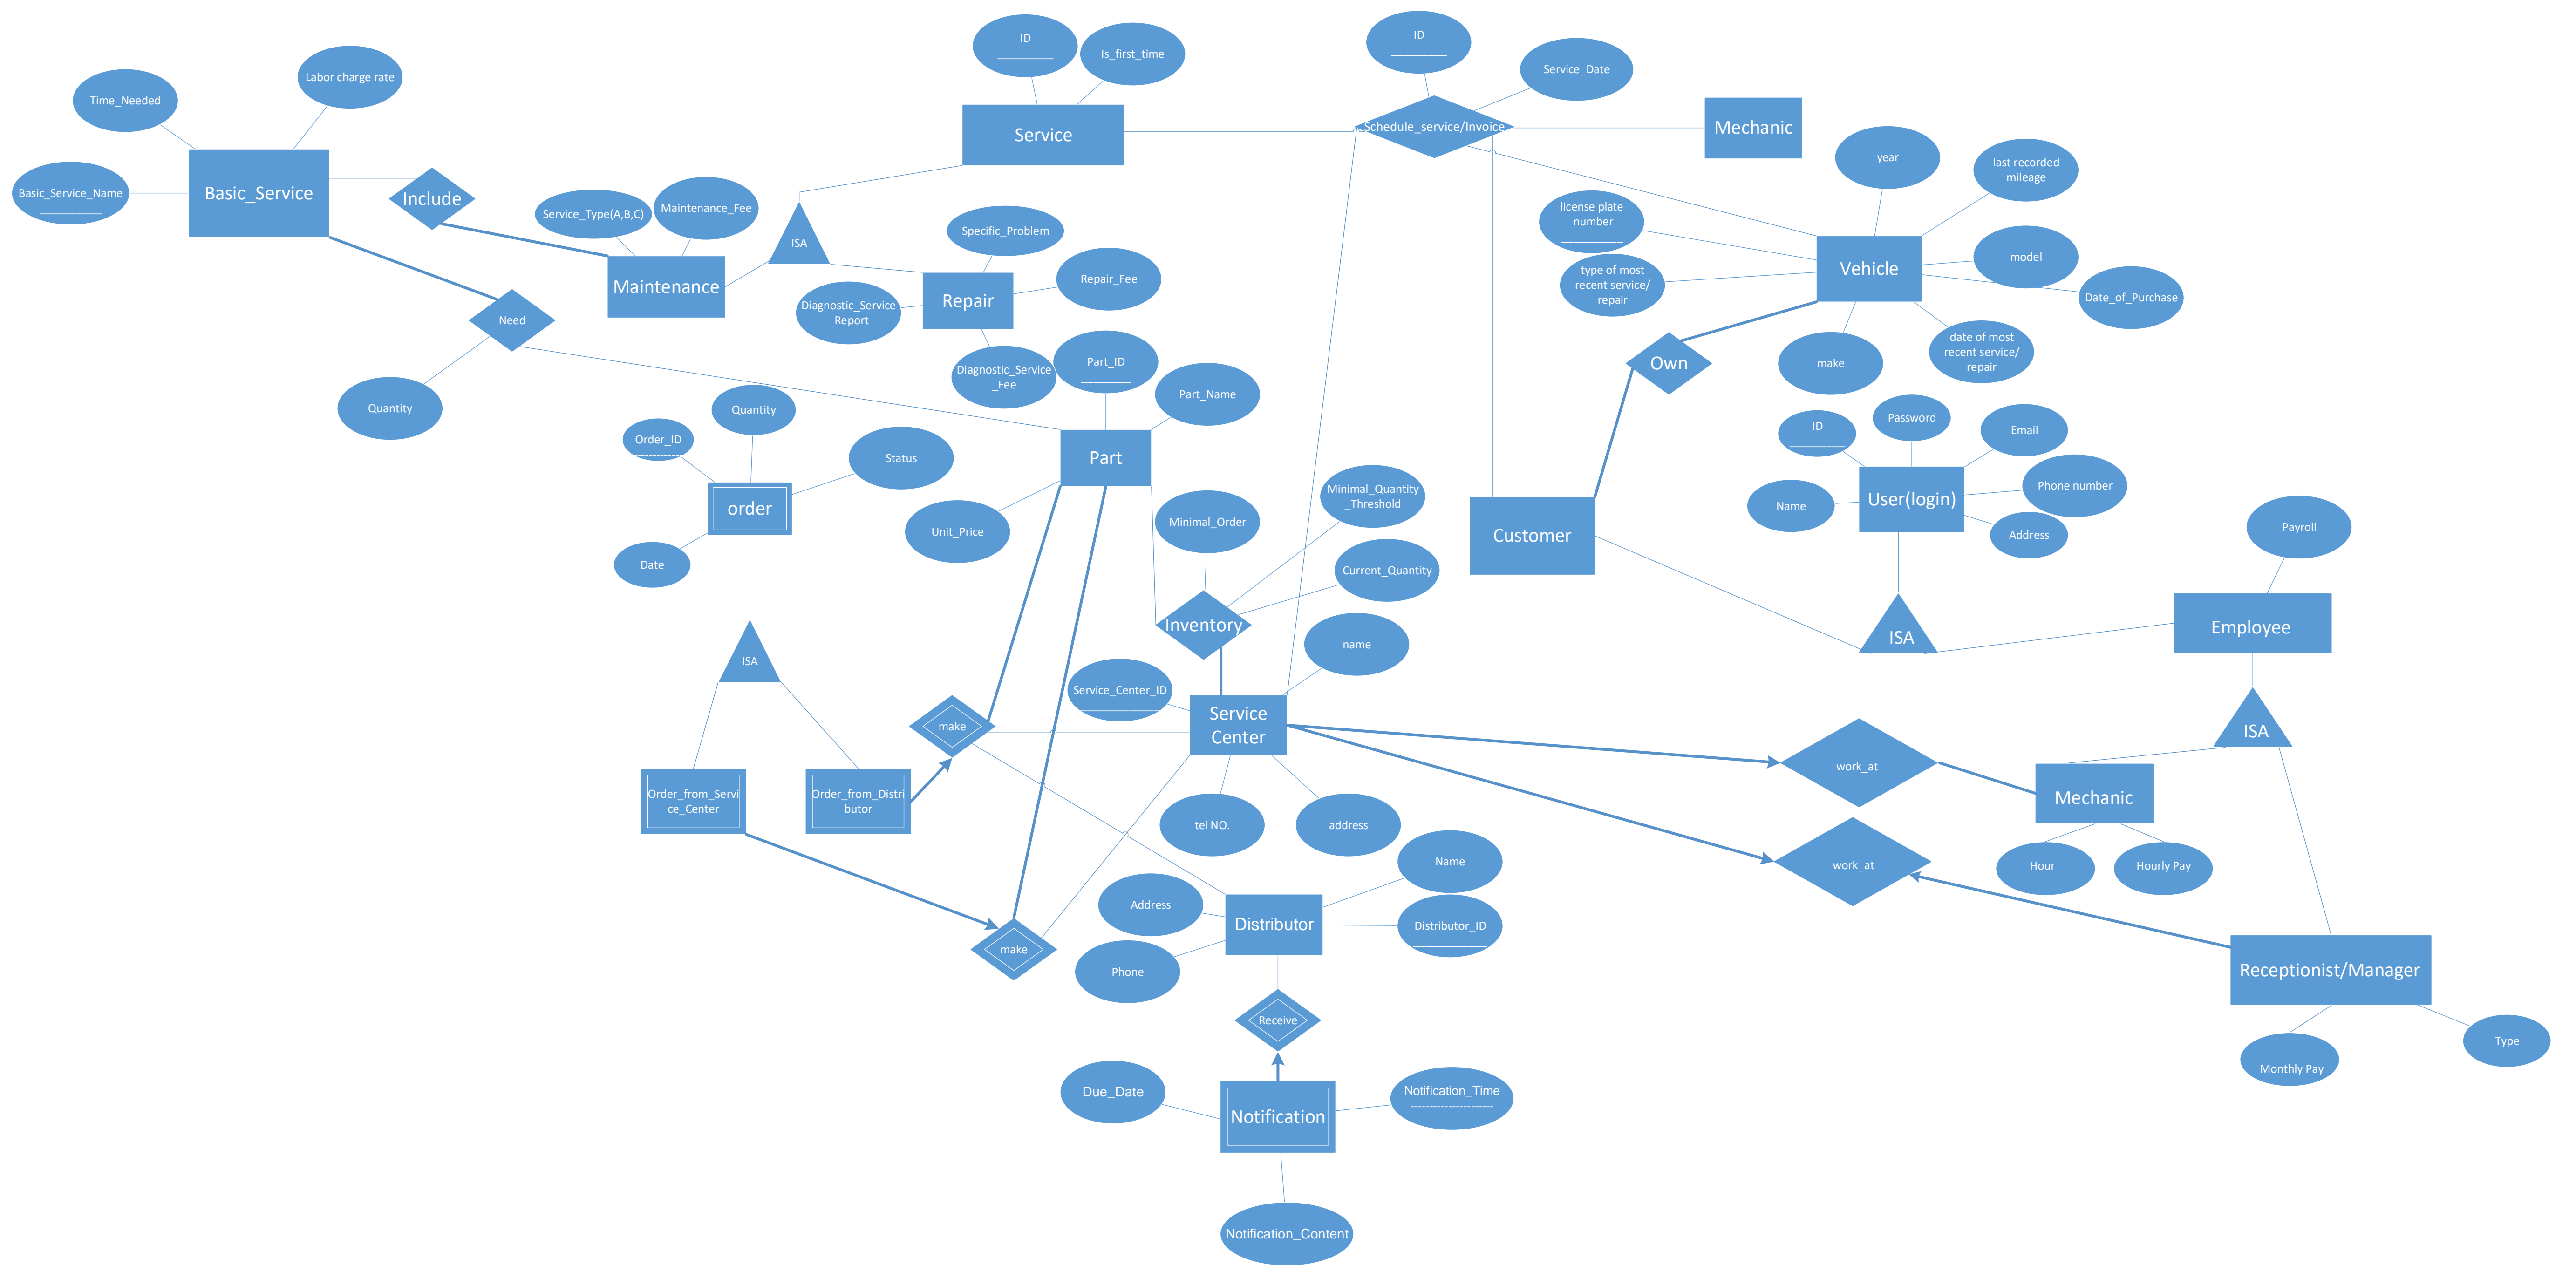 ID
Is_first_time
ID
Service_Date
Labor charge rate
Time_Needed
Service
Schedule_service/Invoice
Mechanic
Basic_Service_Name
Basic_Service
Include
year
last recorded
mileage
Service_Type(A,B,C)
Maintenance_Fee
license plate
number
Specific_Problem
ISA
model
Vehicle
type of most
recent service/
repair
Maintenance
Repair_Fee
Repair
Diagnostic_Service
_Report
Date_of_Purchase
Need
date of most
recent service/
repair
Own
make
Part_ID
Diagnostic_Service
_Fee
Part_Name
Quantity
Quantity
Order_ID
Status
ID
Password
Email
Part
Minimal_Quantity
_Threshold
Phone number
User(login)
Name
order
Unit_Price
Minimal_Order
Customer
Address
Payroll
Date
Current_Quantity
Inventory
Employee
name
ISA
ISA
Service_Center_ID
Service
Center
make
ISA
work_at
Order_from_Servi
ce_Center
Order_from_Distri
butor
Mechanic
tel NO.
address
Name
work_at
Hour
Hourly Pay
Address
Distributor
Distributor_ID
make
Phone
Receptionist/Manager
Receive
Type
Monthly Pay
Due_Date
Notification_Time
Notification
Notification_Content